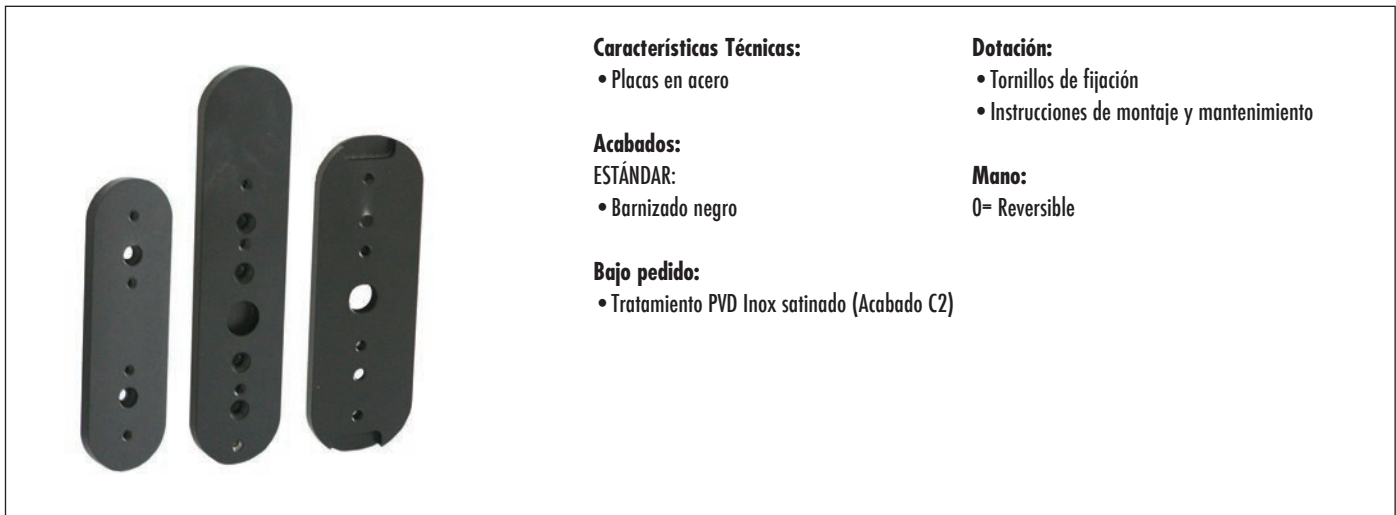 Características Técnicas:
• Placas en acero
Acabados:
ESTÁNDAR:
• Barnizado negro
Bajo pedido:
• Tratamiento PVD Inox satinado (Acabado C2)
Dotación:
• Tornillos de fijación
• Instrucciones de montaje y mantenimiento
Mano:
0= Reversible